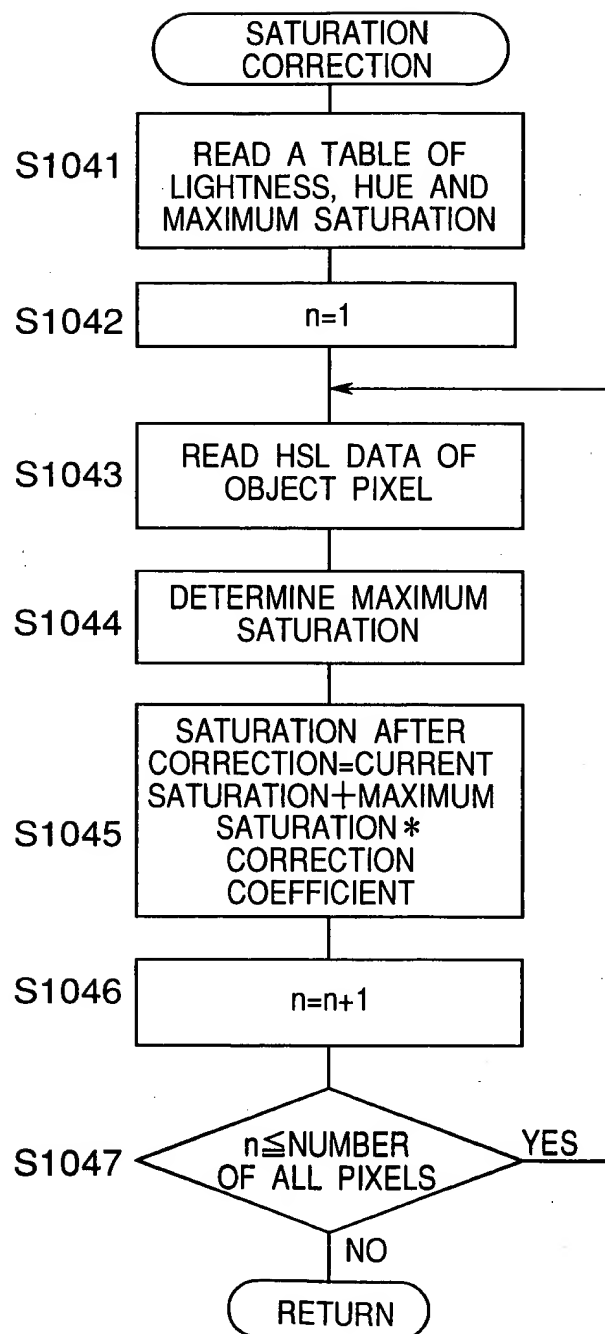 SATURATION
CORRECTION
S1041
READ A TABLE OF
LIGHTNESS, HUE AND
MAXIMUM SATURATION
S1042
n=1
S1043
READ HSL DATA OF
OBJECT PIXEL
S1044
DETERMINE MAXIMUM
SATURATION
S1045
SATURATION AFTER
CORRECTION=CURRENT
SATURATION+MAXIMUM
SATURATION*
CORRECTION
COEFFICIENT
S1046
n=n+1
S1047
n≦NUMBER
OF ALL PIXELS
YES
NO
RETURN